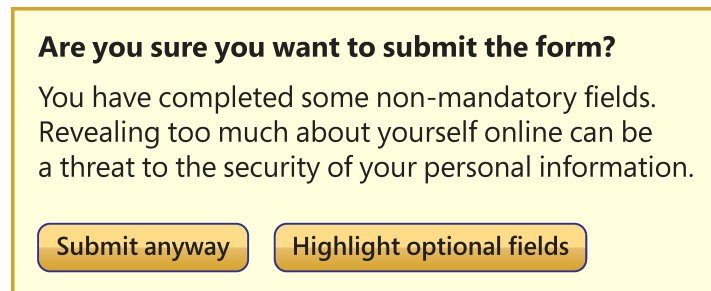 Are you sure you want to submit the form?
You have completed some non-mandatory fields.
Revealing too much about yourself online can be
a threat to the security of your personal information.
Submit anyway
Highlight optional fields